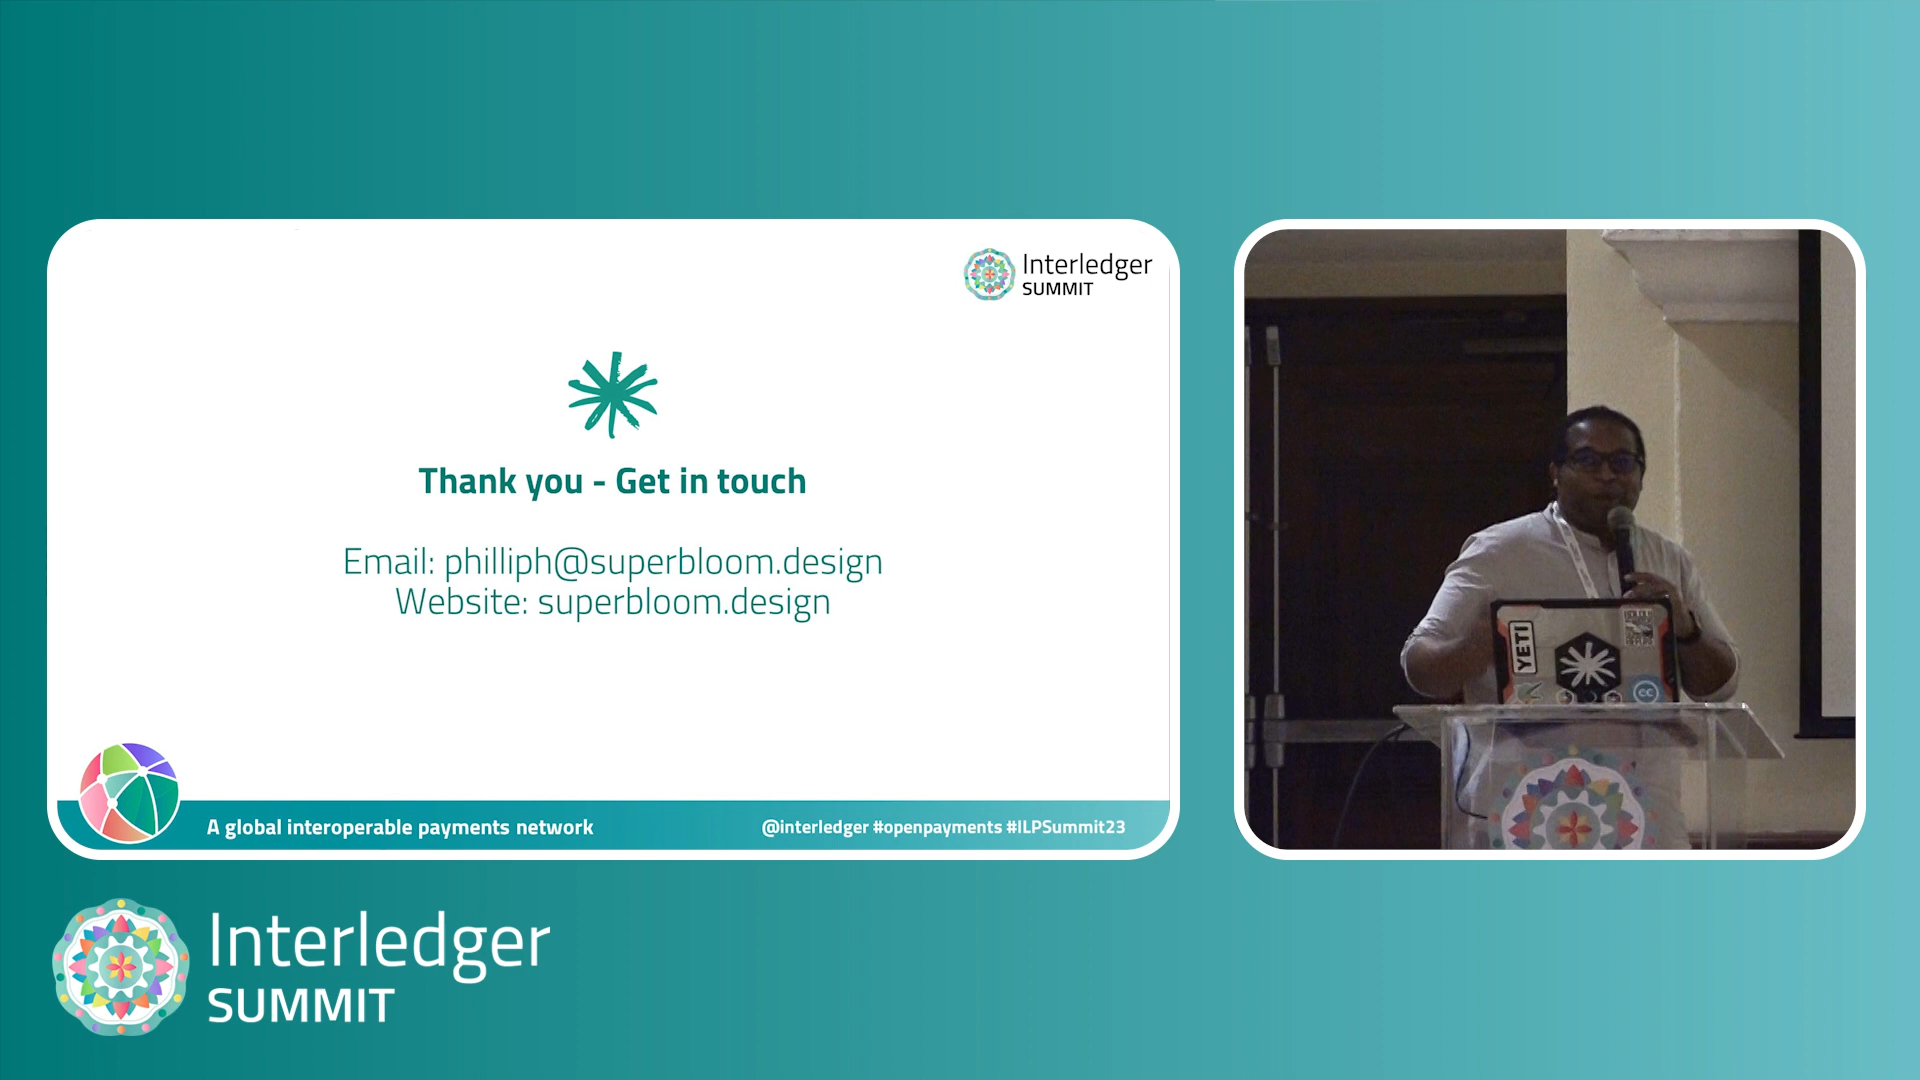 Interledger
SUMMIT
Thank you - Get in touch
Email: philliph@superbloom.design
Website: superbloom.design
A global interoperable payments network
@interledger #openpayments #ILPSummit23
YETI
cc
Interledger
SUMMIT